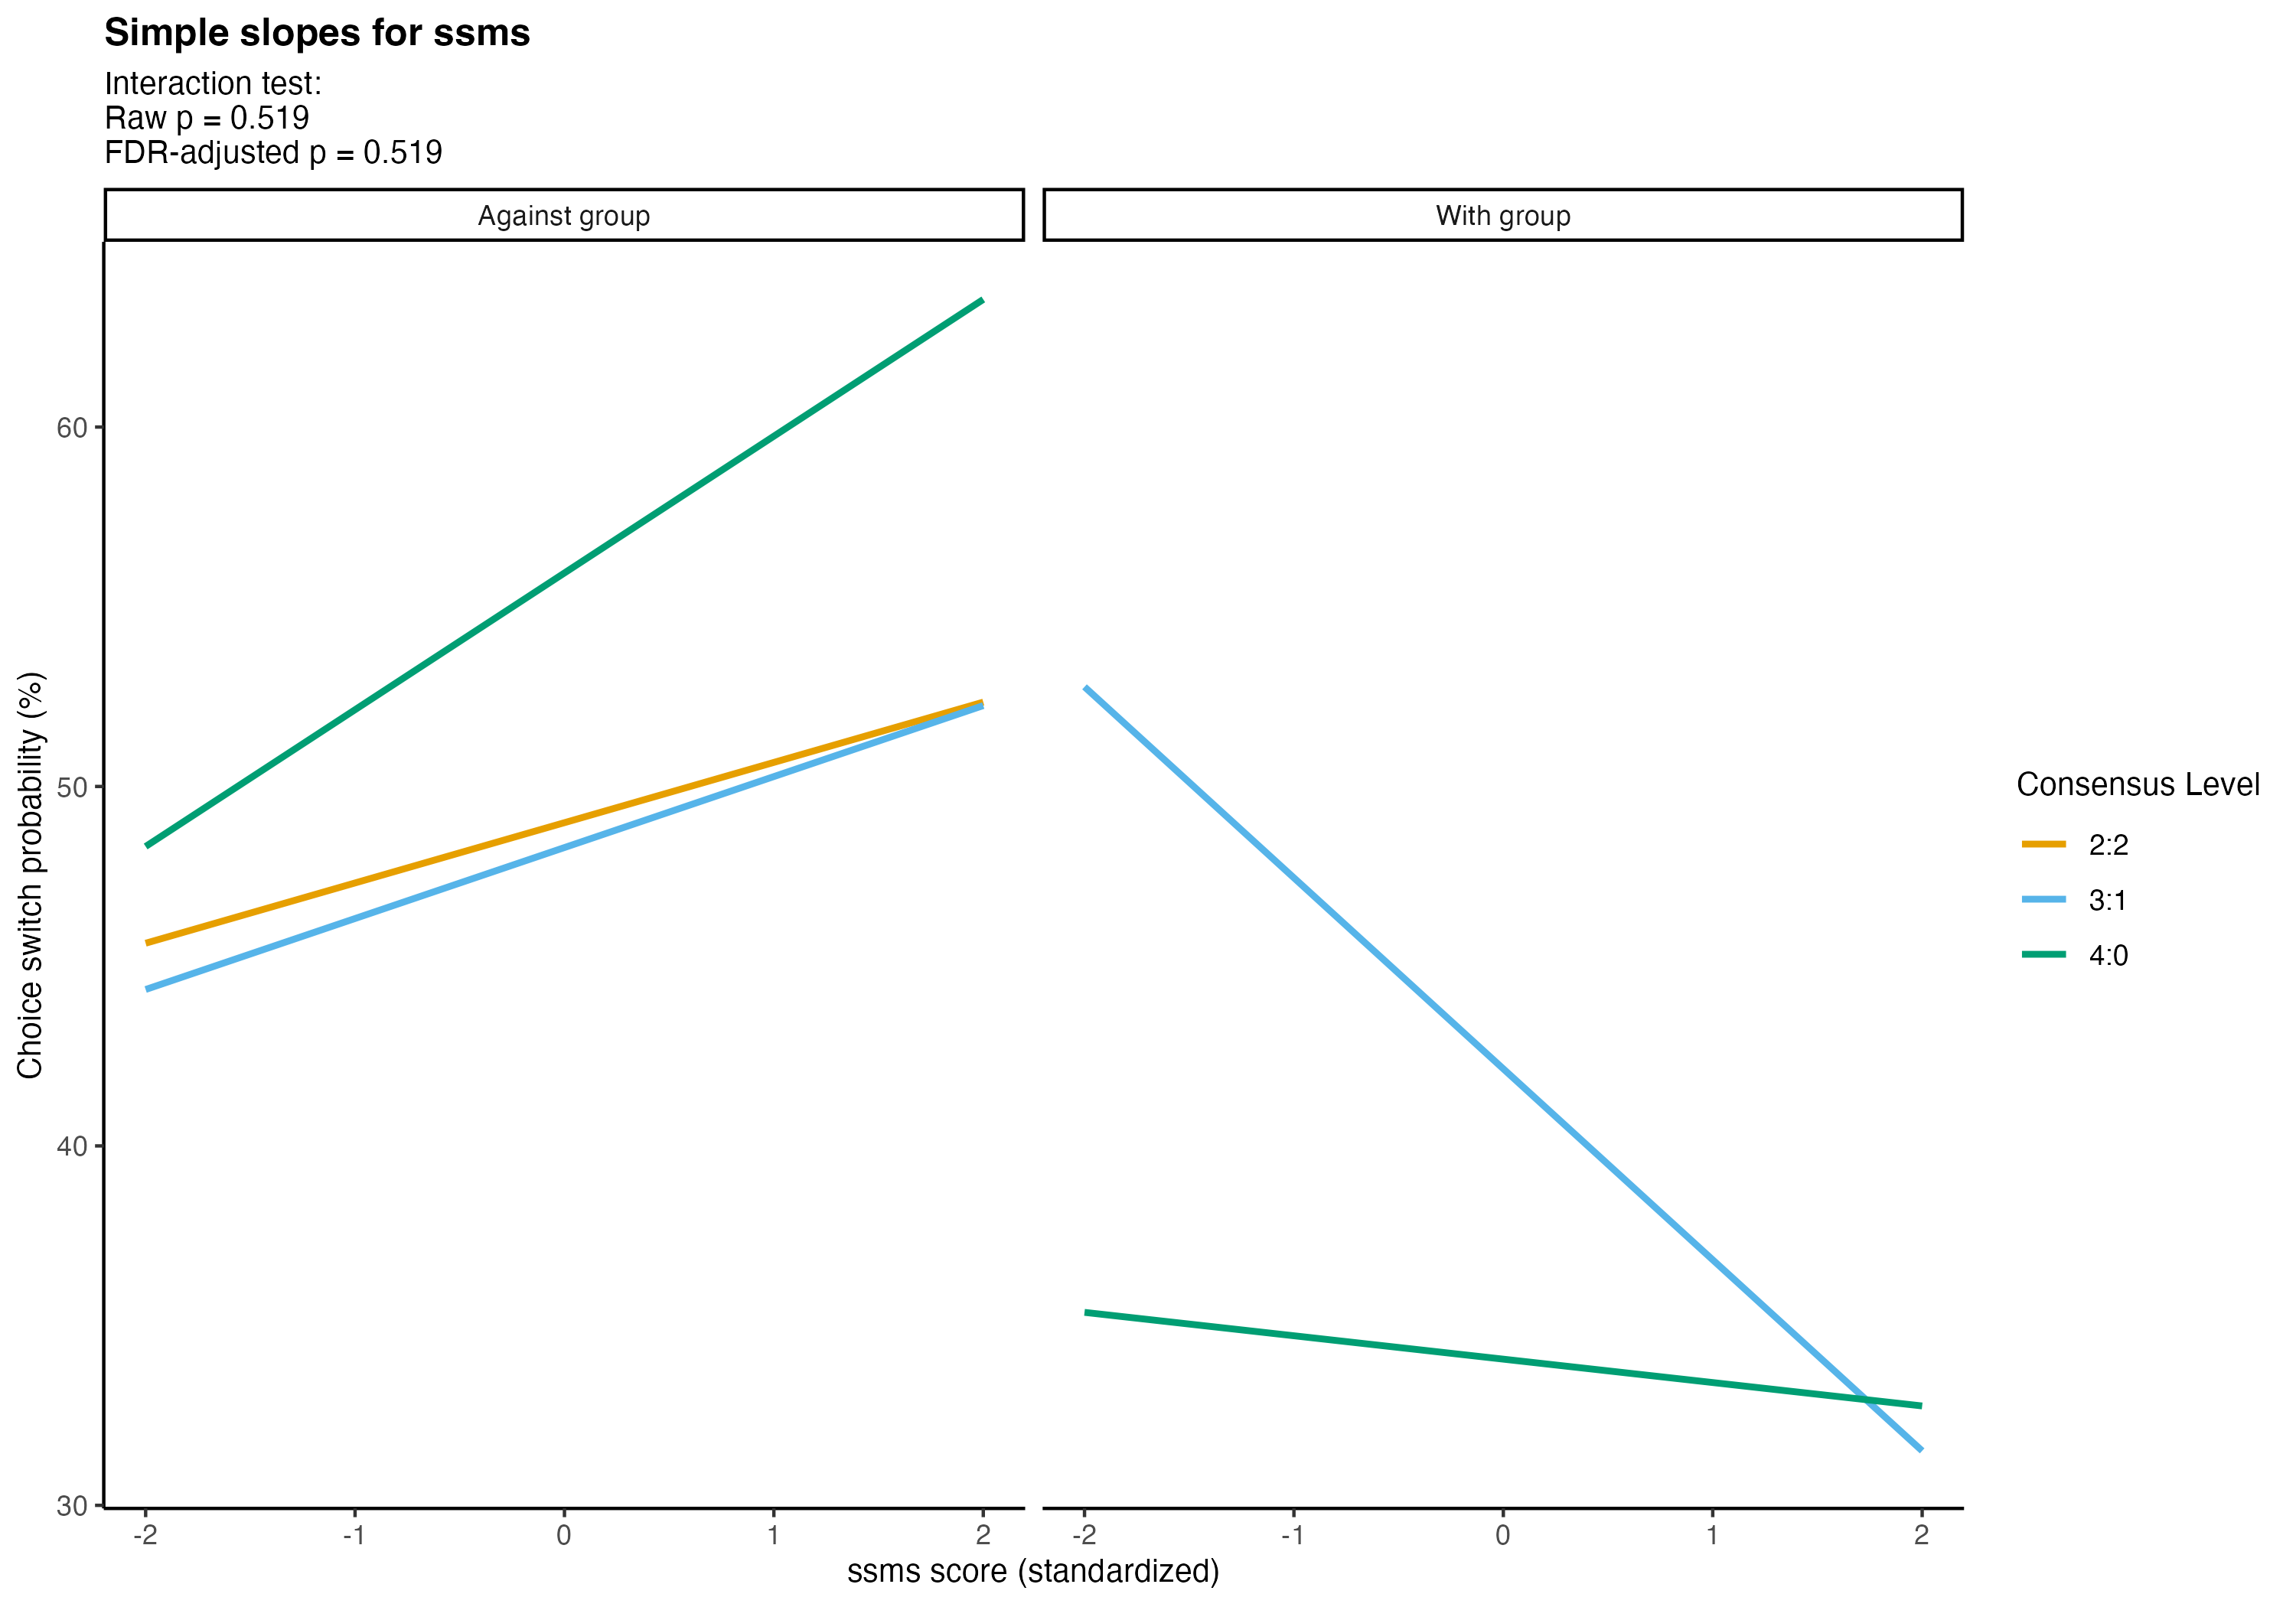 Simple slopes for ssms
Interaction test:
Raw p = 0.519
FDR-adjusted p = 0.519
Against group
With group
Choice switch probability (%)
60
50
40
30
-2
-1
0
1
2
-2
-1
0
1
2
ssms score (standardized)
Consensus Level
2:2
3:1
4:0